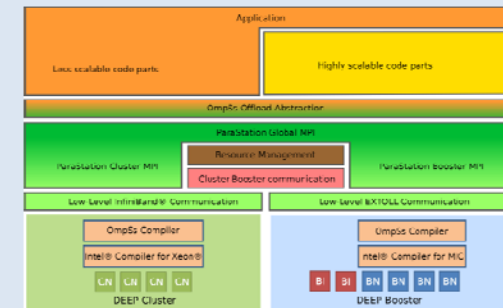 Application
Less scalable code parts
Highly scalable code parts
OmpSs Offload Abstraction
ParaStation Global MPI
Resource Management
ParaStation Cluster MPI
ParaStation Booster MPI
Cluster Booster communication
Low-Level InfiniBand® Communication
Low-Level EXTOLL Communication
OmpSs Compiler
OmpSs Compiler
Intel® Compiler for Xeon®
Intel® Compiler for MIC
CN CN CN CN
BI BI BN BN BN BN
DEEP Cluster
DEEP Booster